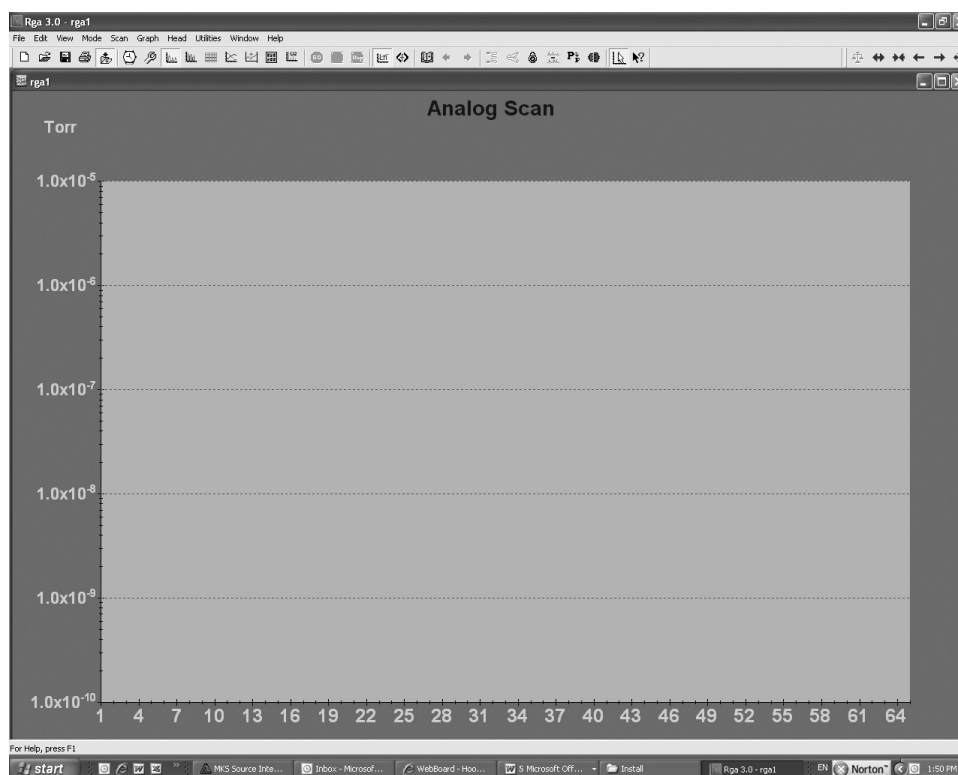 Rga 3.0 - rga1
File Edit View Mode Scan Graph Head Utilities Window Help
rga1
Analog Scan
Torr
1.0x10-5
1.0x10-6
1.0x10-7
1.0x10-8
1.0x10-9
1.0x10-10
1 4 7 10 13 16 19 22 25 28 31 34 37 40 43 46 49 52 55 58 61 64
For Help, press F1
start MKS Source Inte... Inbox - Microsof... WebBoard - Hoo... 5 Microsoft Off... Install Rga 3.0 - rga1 EN Norton™ 1:50 PM